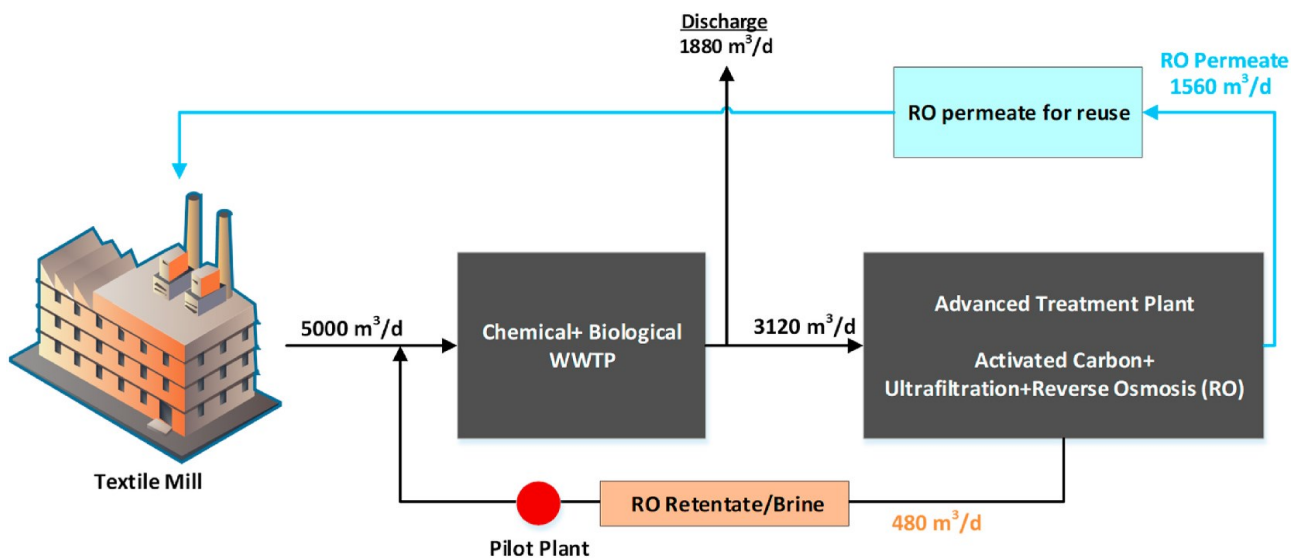 Discharge
1880 m³/d
RO Permeate
1560 m³/d
RO permeate for reuse
5000 m³/d
Chemical+ Biological
WWTP
3120 m³/d
Advanced Treatment Plant
Activated Carbon+
Ultrafiltration+Reverse Osmosis (RO)
Textile Mill
RO Retentate/Brine
480 m³/d
Pilot Plant